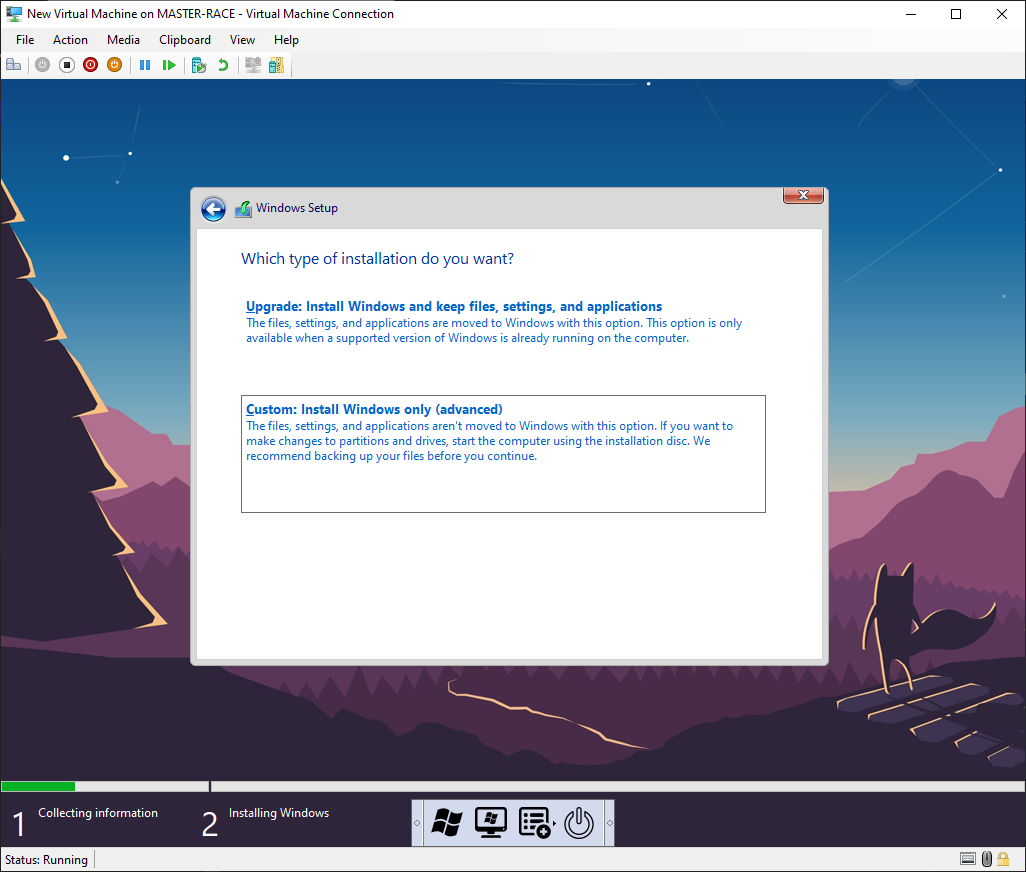 New Virtual Machine on MASTER-RACE - Virtual Machine Connection
File Action Media Clipboard View Help
Windows Setup
Which type of installation do you want?
Upgrade: Install Windows and keep files, settings, and applications
The files, settings, and applications are moved to Windows with this option. This option is only
available when a supported version of Windows is already running on the computer.
Custom: Install Windows only (advanced)
The files, settings, and applications aren't moved to Windows with this option. If you want to
make changes to partitions and drives, start the computer using the installation disc. We
recommend backing up your files before you continue.
1 Collecting information 2 Installing Windows
Status: Running